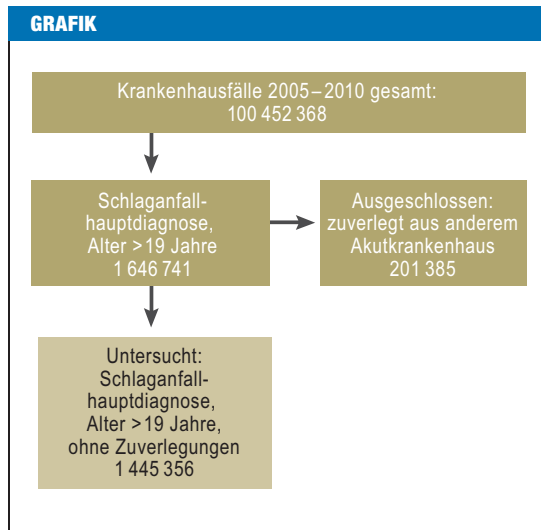 GRAFIK
Krankenhausfälle 2005–2010 gesamt:
100 452 368
Schlaganfall-
hauptdiagnose,
Alter >19 Jahre
1 646 741
Ausgeschlossen:
zuverlegt aus anderem
Akutkrankenhaus
201 385
Untersucht:
Schlaganfall-
hauptdiagnose,
Alter >19 Jahre,
ohne Zuverlegungen
1 445 356